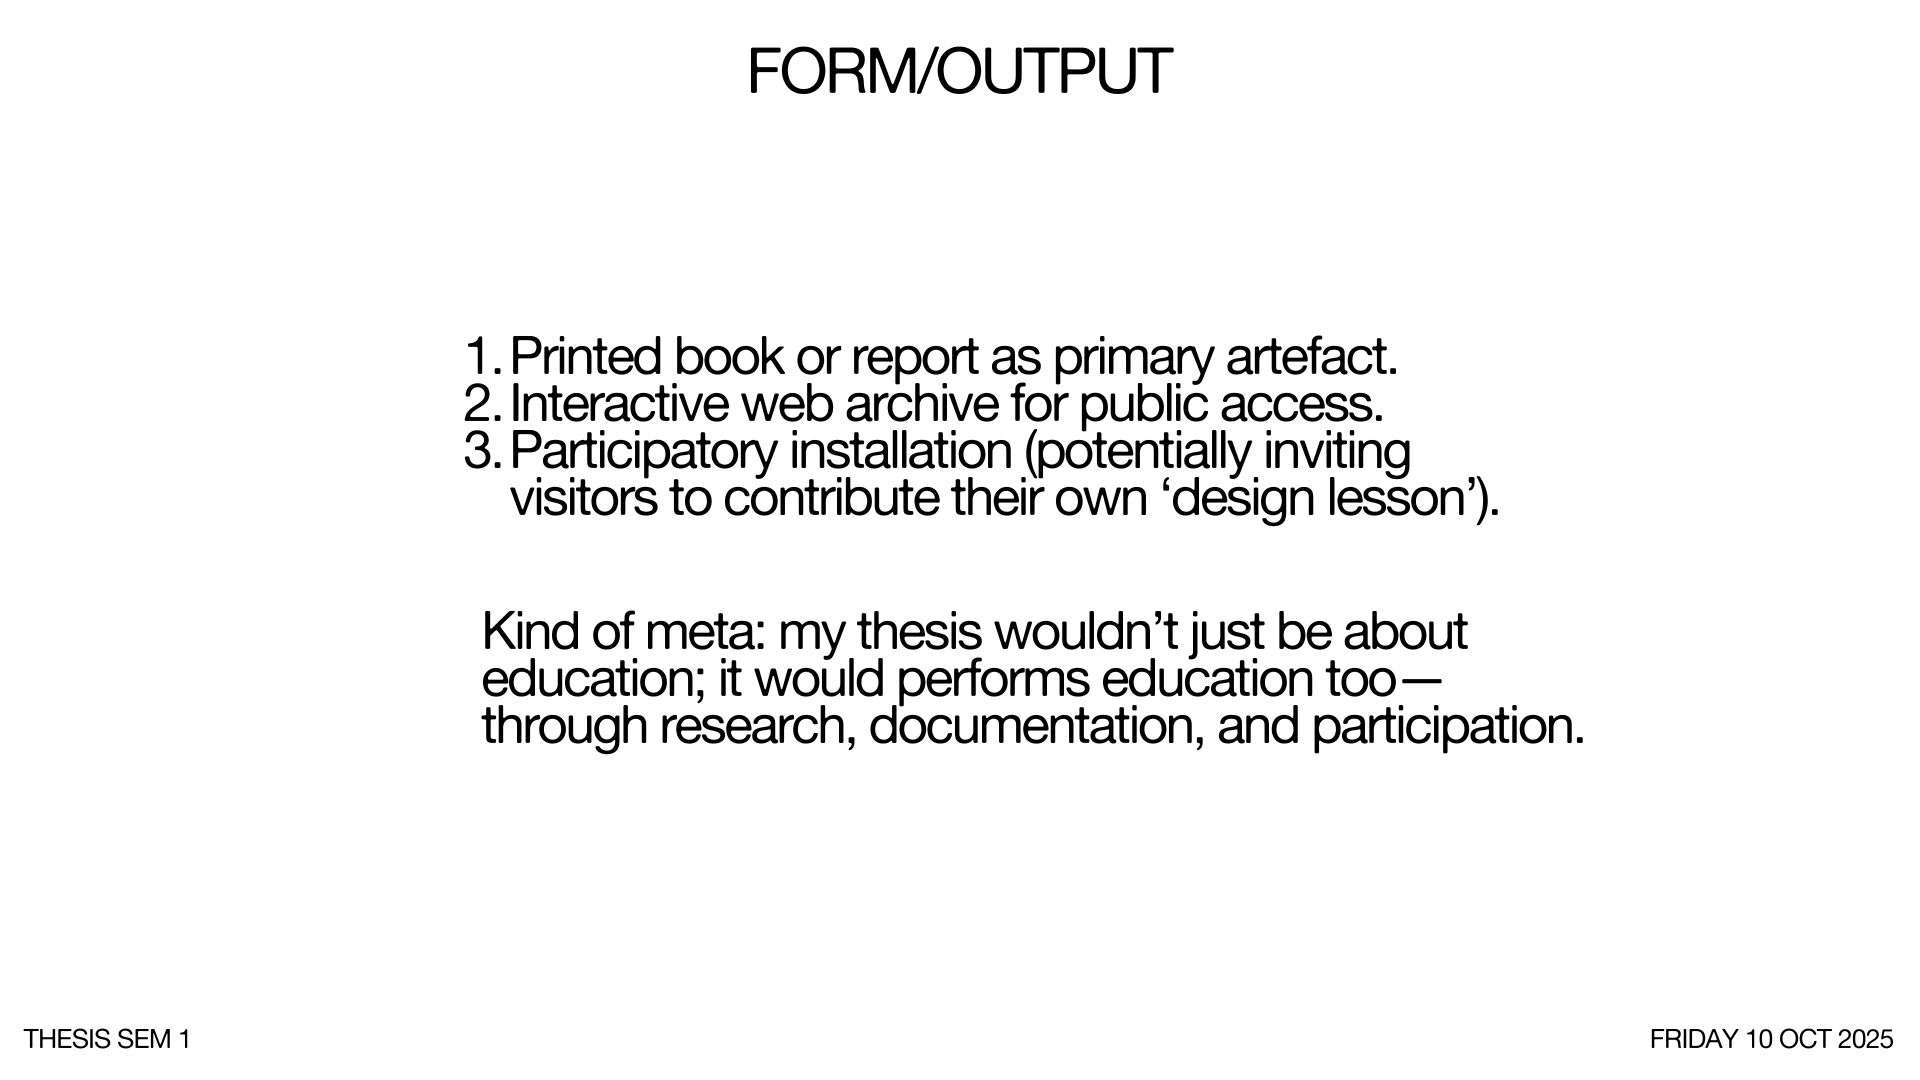 FORM/OUTPUT
1. Printed book or report as primary artefact.
2. Interactive web archive for public access.
3. Participatory installation (potentially inviting
visitors to contribute their own ‘design lesson’).
Kind of meta: my thesis wouldn’t just be about
education; it would performs education too—
through research, documentation, and participation.
THESIS SEM 1
FRIDAY 10 OCT 2025